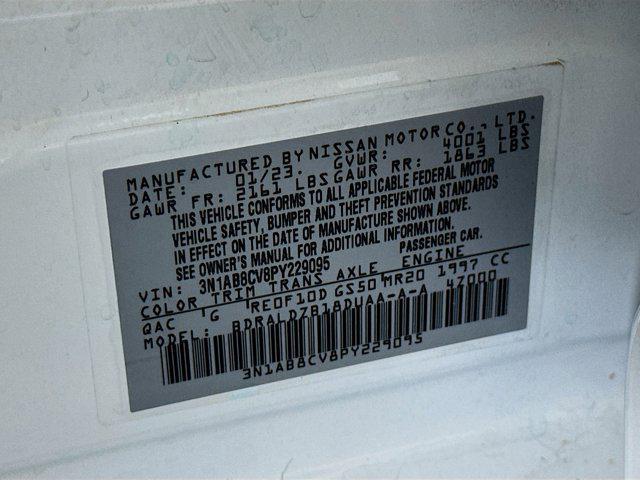 MANUFACTURED BY NISSAN MOTOR CO., LTD.
DATE: 01/23. GVWR: 4001 LBS
GAWR FR: 2161 LBS GAWR RR: 1863 LBS
THIS VEHICLE CONFORMS TO ALL APPLICABLE FEDERAL MOTOR
VEHICLE SAFETY, BUMPER AND THEFT PREVENTION STANDARDS
IN EFFECT ON THE DATE OF MANUFACTURE SHOWN ABOVE.
SEE OWNER'S MANUAL FOR ADDITIONAL INFORMATION.
VIN: 3N1AB8CV8PY229095 PASSENGER CAR.
COLOR TRIM TRANS AXLE ENGINE
QAC G RE0F10D GS50 MR20 1997 CC
MODEL: BDRALDZB18DUAA-A-A 4Z000
3N1AB8CV8PY229095